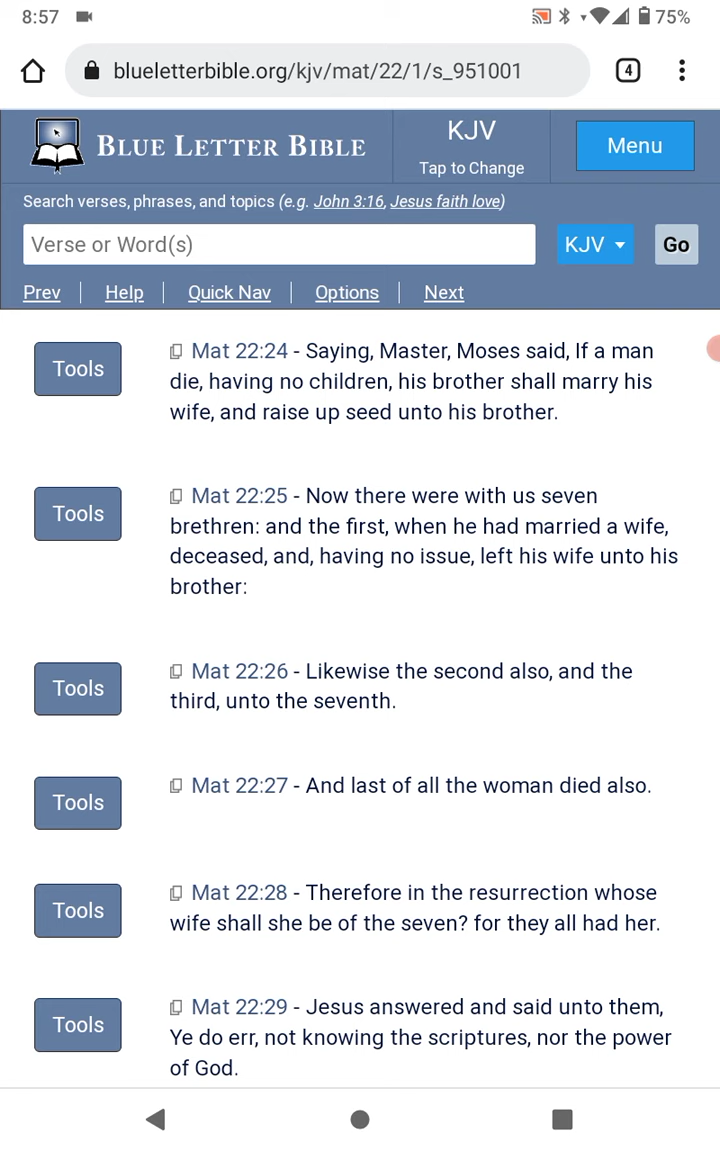 8:57
75%
blueletterbible.org/kjv/mat/22/1/s_951001
4
BLUE LETTER BIBLE
KJV
Tap to Change
Menu
Search verses, phrases, and topics (e.g. John 3:16, Jesus faith love)
Verse or Word(s)
KJV
Go
Prev
Help
Quick Nav
Options
Next
Tools
Mat 22:24 - Saying, Master, Moses said, If a man
die, having no children, his brother shall marry his
wife, and raise up seed unto his brother.
Tools
Mat 22:25 - Now there were with us seven
brethren: and the first, when he had married a wife,
deceased, and, having no issue, left his wife unto his
brother:
Tools
Mat 22:26 - Likewise the second also, and the
third, unto the seventh.
Tools
Mat 22:27 - And last of all the woman died also.
Tools
Mat 22:28 - Therefore in the resurrection whose
wife shall she be of the seven? for they all had her.
Tools
Mat 22:29 - Jesus answered and said unto them,
Ye do err, not knowing the scriptures, nor the power
of God.